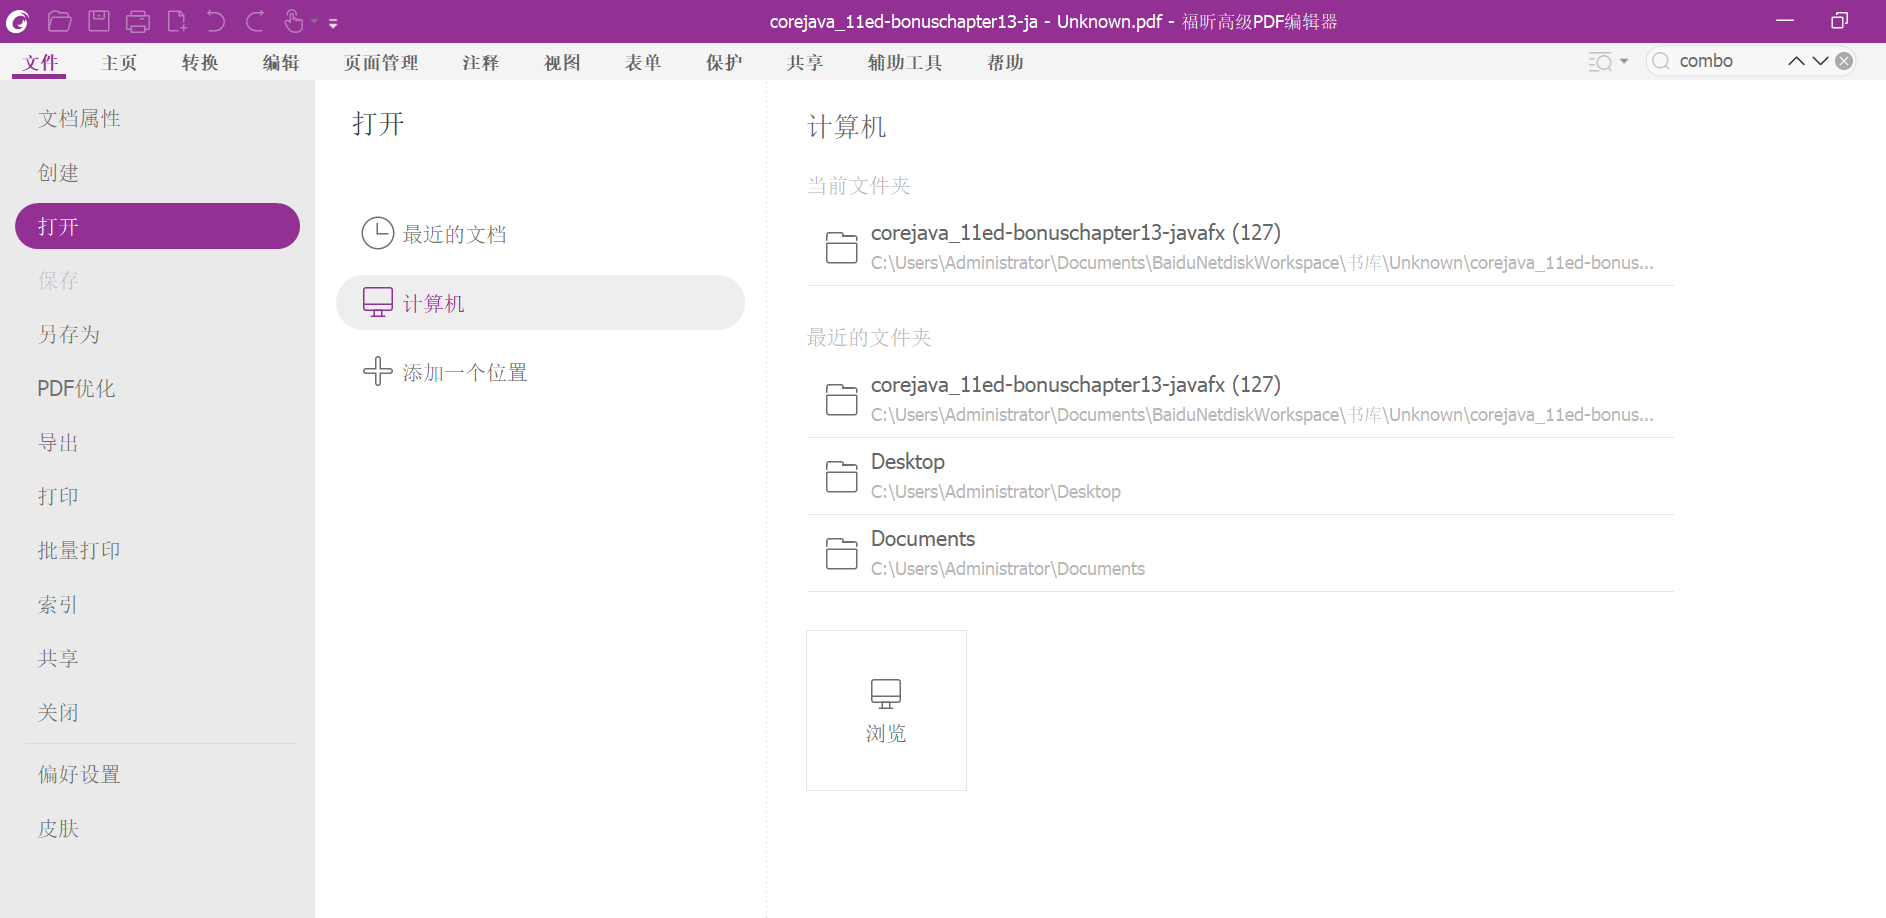 corejava_11ed-bonuschapter13-ja - Unknown.pdf - 福昕高级PDF编辑器
文件 主页 转换 编辑 页面管理 注释 视图 表单 保护 共享 辅助工具 帮助 combo
文档属性
创建
打开
保存
另存为
PDF优化
导出
打印
批量打印
索引
共享
关闭
偏好设置
皮肤
打开
最近的文档
计算机
添加一个位置
计算机
当前文件夹
corejava_11ed-bonuschapter13-javafx (127)
C:\Users\Administrator\Documents\BaiduNetdiskWorkspace\书库\Unknown\corejava_11ed-bonus...
最近的文件夹
corejava_11ed-bonuschapter13-javafx (127)
C:\Users\Administrator\Documents\BaiduNetdiskWorkspace\书库\Unknown\corejava_11ed-bonus...
Desktop
C:\Users\Administrator\Desktop
Documents
C:\Users\Administrator\Documents
浏览